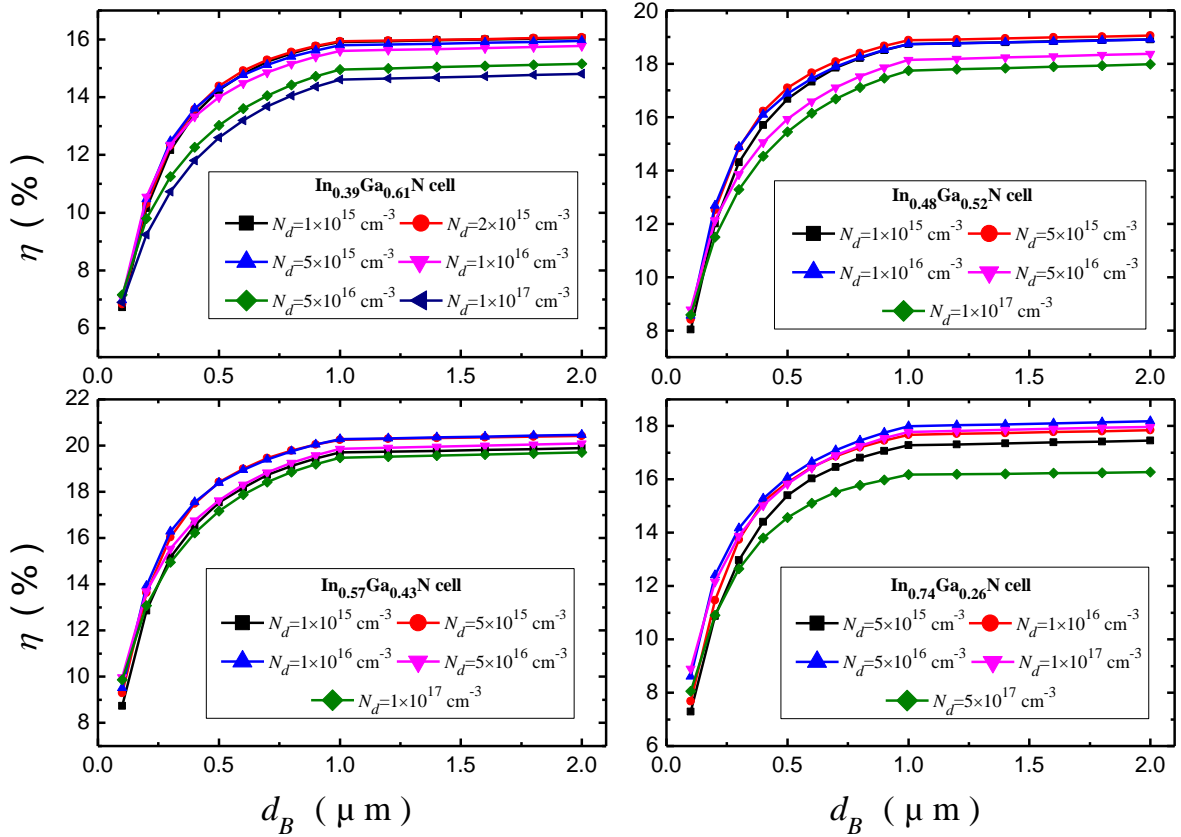 16
14
12
10
8
6
η (%)
0.0 0.5 1.0 1.5 2.0
In0.39Ga0.61N cell
Nd=1×10^15 cm^-3 Nd=2×10^15 cm^-3
Nd=5×10^15 cm^-3 Nd=1×10^16 cm^-3
Nd=5×10^16 cm^-3 Nd=1×10^17 cm^-3
20
18
16
14
12
10
8
0.0 0.5 1.0 1.5 2.0
In0.48Ga0.52N cell
Nd=1×10^15 cm^-3 Nd=5×10^15 cm^-3
Nd=1×10^16 cm^-3 Nd=5×10^16 cm^-3
Nd=1×10^17 cm^-3
22
20
18
16
14
12
10
8
η (%)
0.0 0.5 1.0 1.5 2.0
dB (μm)
In0.57Ga0.43N cell
Nd=1×10^15 cm^-3 Nd=5×10^15 cm^-3
Nd=1×10^16 cm^-3 Nd=5×10^16 cm^-3
Nd=1×10^17 cm^-3
18
16
14
12
10
8
6
0.0 0.5 1.0 1.5 2.0
dB (μm)
In0.74Ga0.26N cell
Nd=5×10^15 cm^-3 Nd=1×10^16 cm^-3
Nd=5×10^16 cm^-3 Nd=1×10^17 cm^-3
Nd=5×10^17 cm^-3